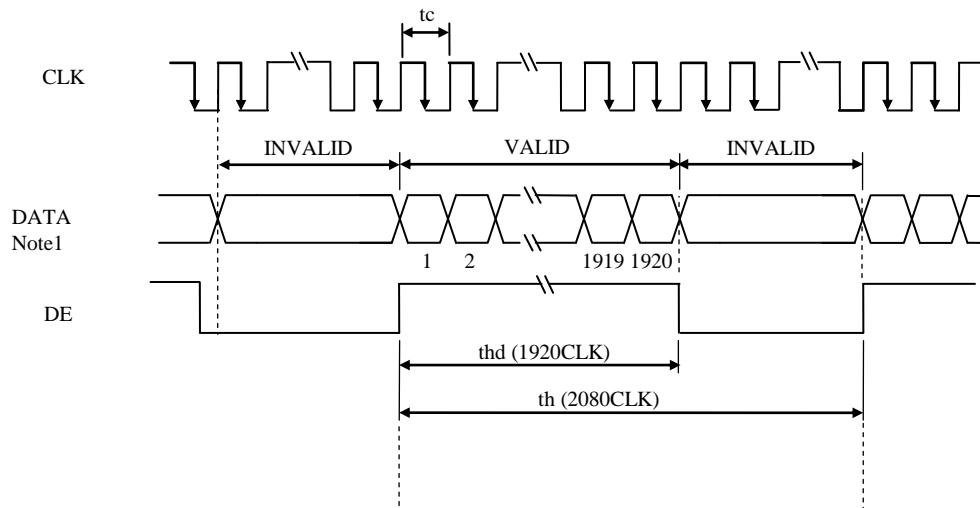 tc
CLK
INVALID VALID INVALID
DATA
Note1
1 2 1919 1920
DE
thd (1920CLK)
th (2080CLK)